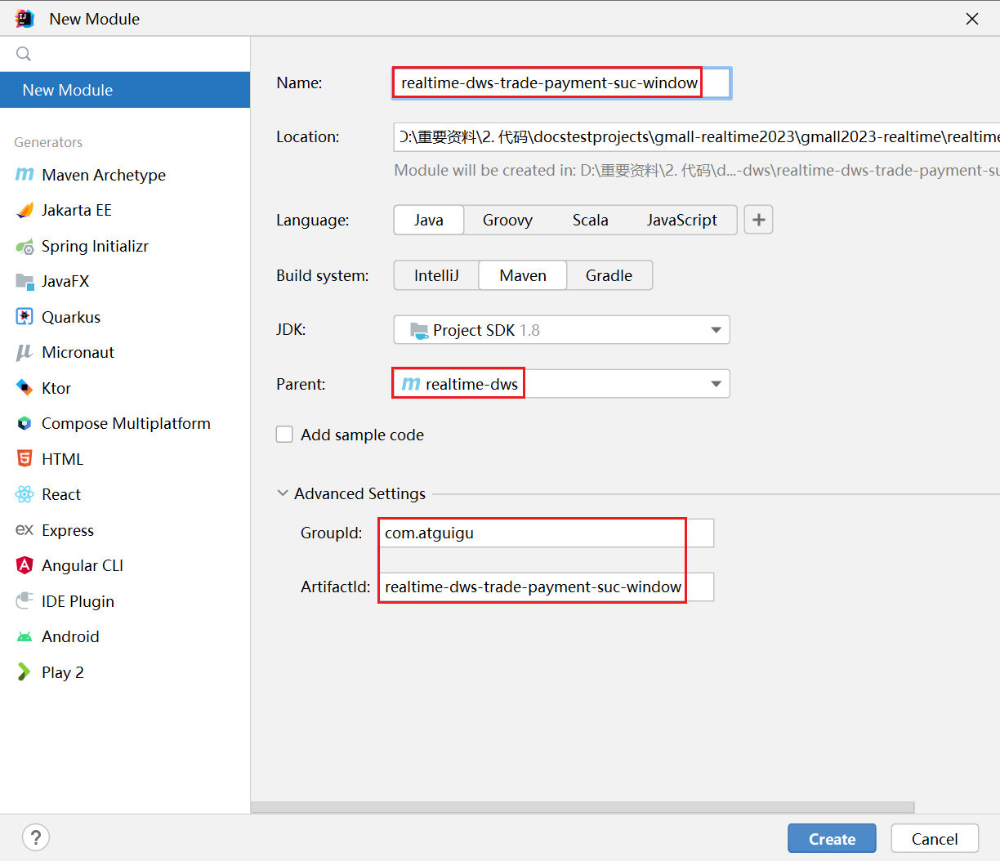 New Module
New Module
Generators
Maven Archetype
Jakarta EE
Spring Initializr
JavaFX
Quarkus
Micronaut
Ktor
Compose Multiplatform
HTML
React
Express
Angular CLI
IDE Plugin
Android
Play 2
Name: realtime-dws-trade-payment-suc-window
Location: D:\重要资料\2. 代码\docstestprojects\gmall-realtime2023\gmall2023-realtime\realtime
Module will be created in: D:\重要资料\2. 代码\d...-dws\realtime-dws-trade-payment-su
Language: Java Groovy Scala JavaScript +
Build system: IntelliJ Maven Gradle
JDK: Project SDK 1.8
Parent: realtime-dws
Add sample code
Advanced Settings
GroupId: com.atguigu
ArtifactId: realtime-dws-trade-payment-suc-window
? Create Cancel